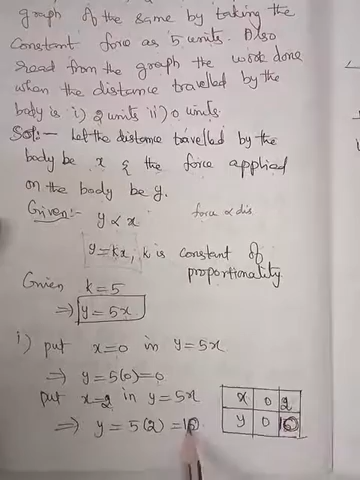 graph of the same by taking the
Constant force as 5 units. Also
read from the graph the work done
when the distance travelled by the
body is i) 2 units ii) 0 units.
Sol:- Let the distance travelled by the
body be x & the force applied
on the body be y.
Given:- y ∝ x force ∝ dis
y = kx, k is constant of
proportionality
Given k = 5
⇒ y = 5x
i) put x=0 in y = 5x
⇒ y = 5(0) = 0
put x=2 in y = 5x
⇒ y = 5(2) = 10
x 0 2
y 0 10